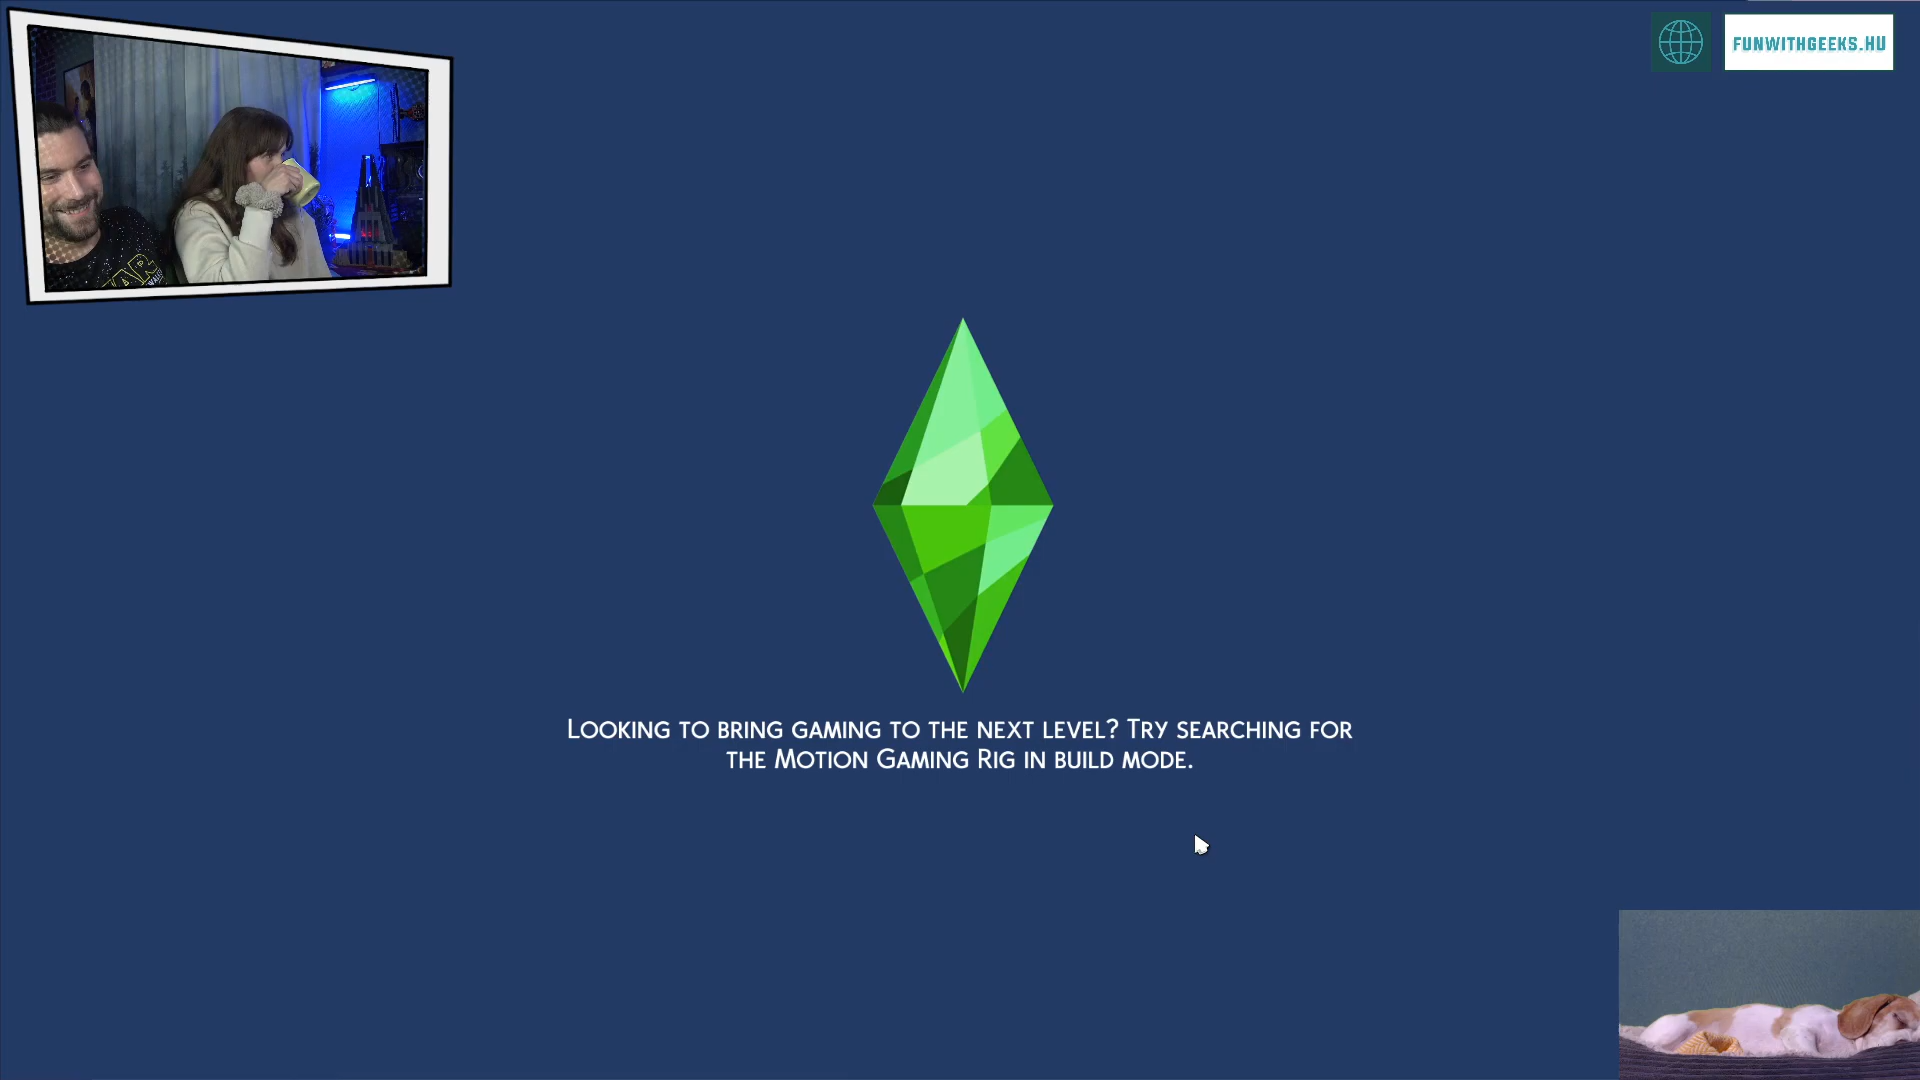 FUNWITHGEEKS.HU
WAR
Looking to bring gaming to the next level? Try searching for
the Motion Gaming Rig in build mode.